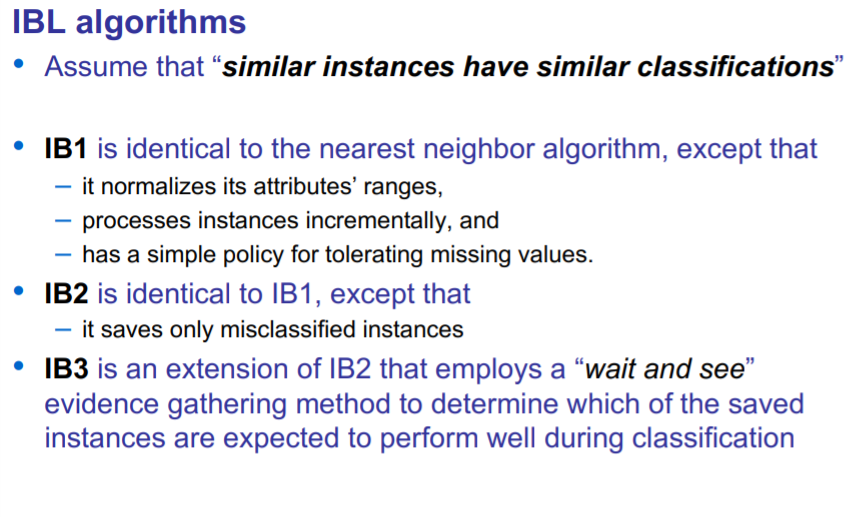 IBL algorithms
• Assume that “similar instances have similar classifications”
• IB1 is identical to the nearest neighbor algorithm, except that
– it normalizes its attributes’ ranges,
– processes instances incrementally, and
– has a simple policy for tolerating missing values.
• IB2 is identical to IB1, except that
– it saves only misclassified instances
• IB3 is an extension of IB2 that employs a “wait and see”
evidence gathering method to determine which of the saved
instances are expected to perform well during classification